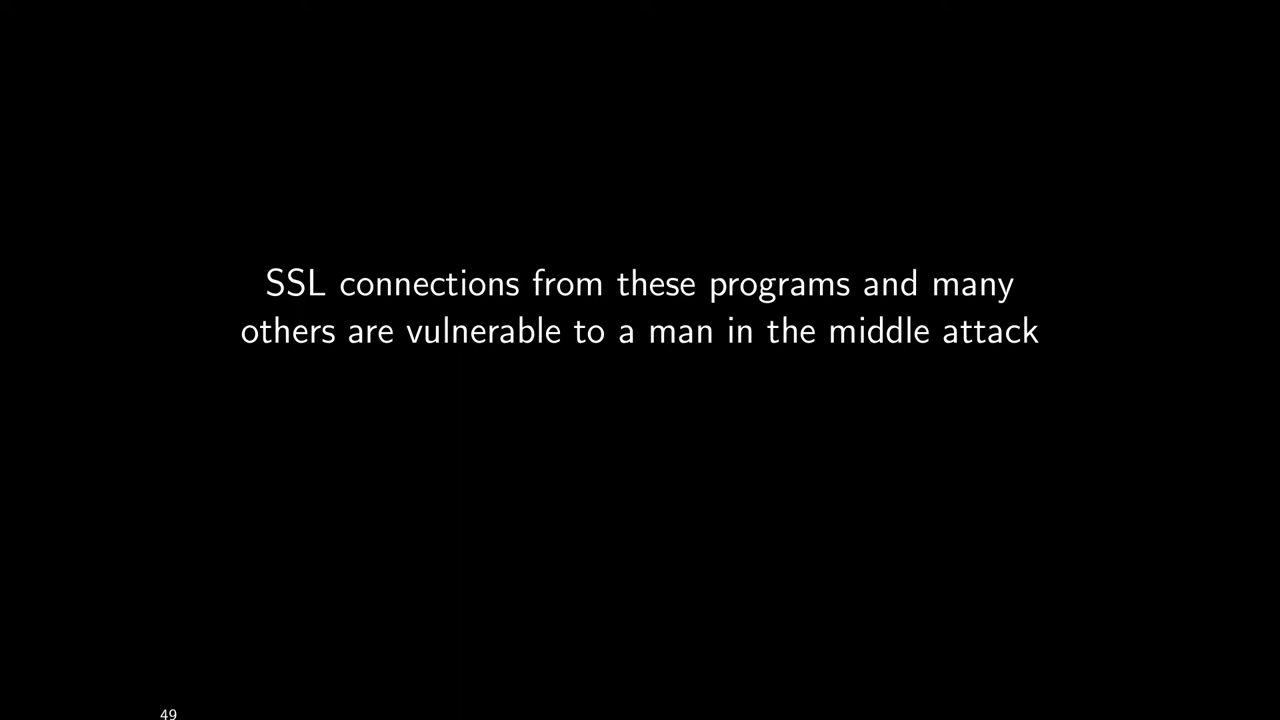 SSL connections from these programs and many
others are vulnerable to a man in the middle attack
49